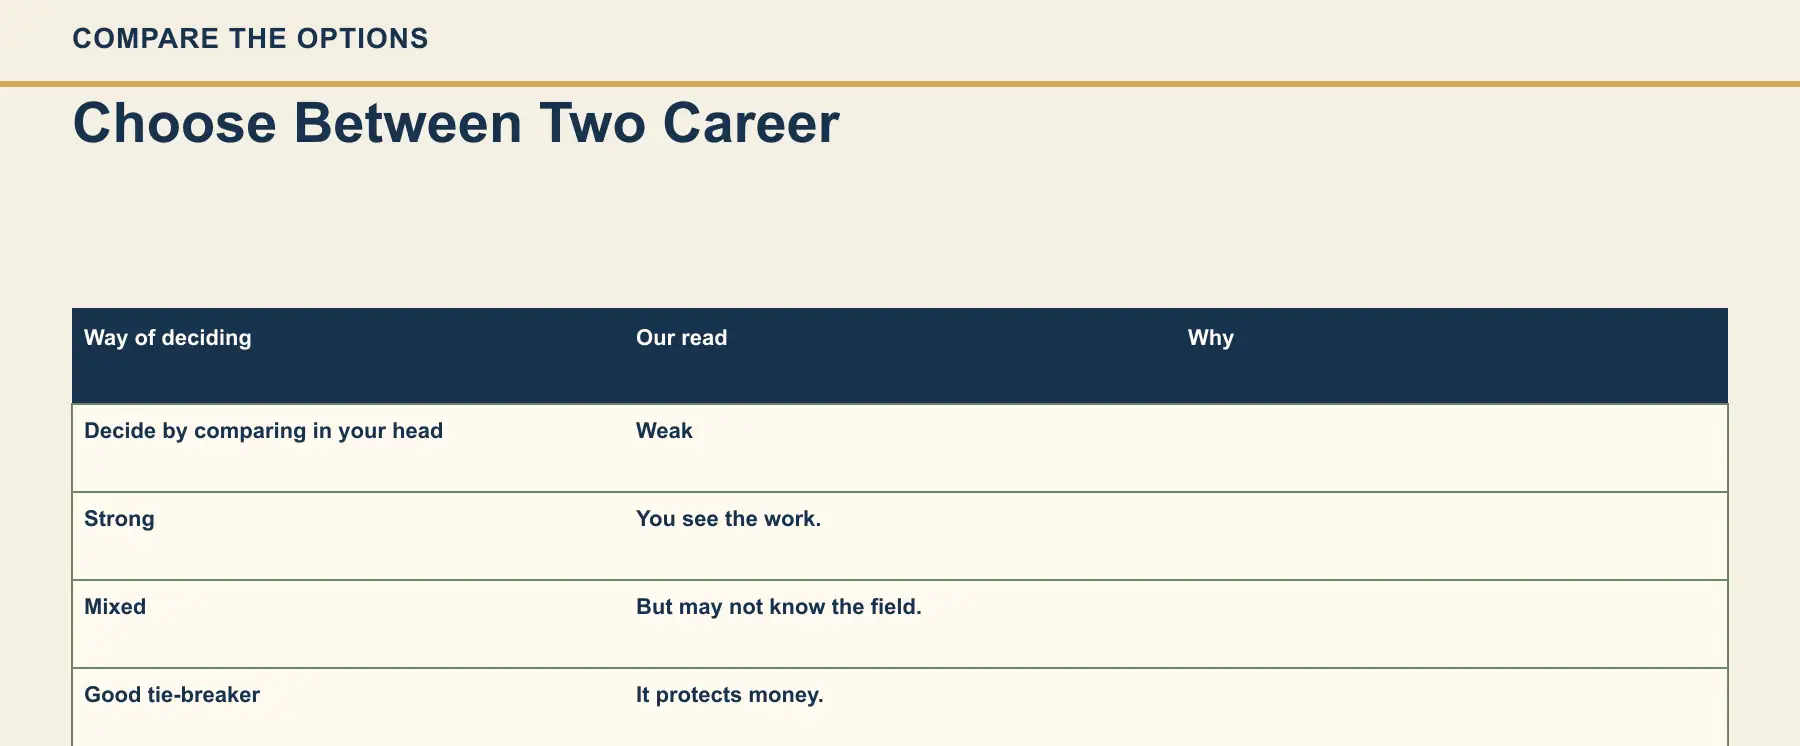 COMPARE THE OPTIONS
Choose Between Two Career
Way of deciding Our read Why
Decide by comparing in your head Weak
Strong You see the work.
Mixed But may not know the field.
Good tie-breaker It protects money.